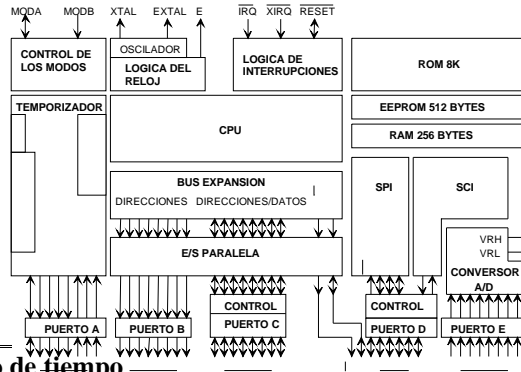 MODA MODB XTAL EXTAL E IRQ XIRQ RESET
CONTROL DE
LOS MODOS
OSCILADOR
LOGICA DEL
RELOJ
LOGICA DE
INTERRUPCIONES
ROM 8K
TEMPORIZADOR
CPU
EEPROM 512 BYTES
RAM 256 BYTES
BUS EXPANSION
DIRECCIONES DIRECCIONES/DATOS
SPI
SCI
E/S PARALELA
VRH
VRL
CONVERSOR
A/D
CONTROL
CONTROL
PUERTO A
PUERTO B
PUERTO C
PUERTO D
PUERTO E
de tiempo